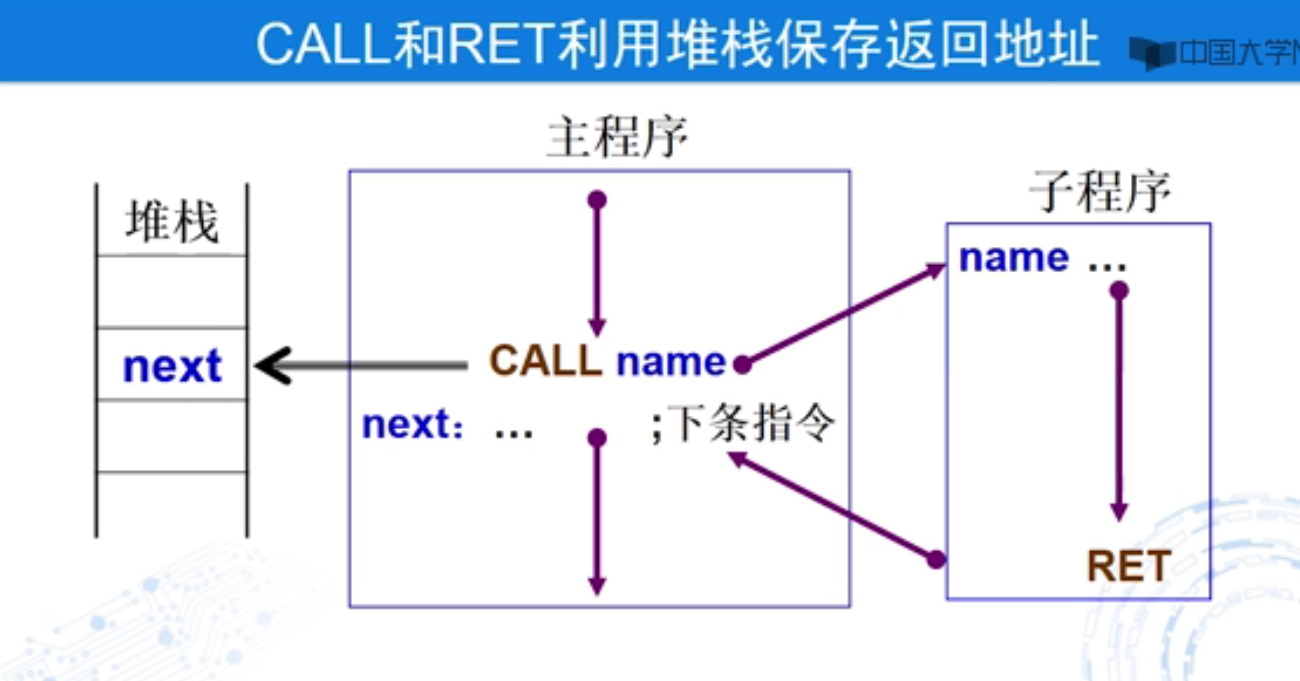 CALL和RET利用堆栈保存返回地址
中国大学M
主程序
子程序
堆栈
name ...
next
CALL name
next： ... ;下条指令
RET